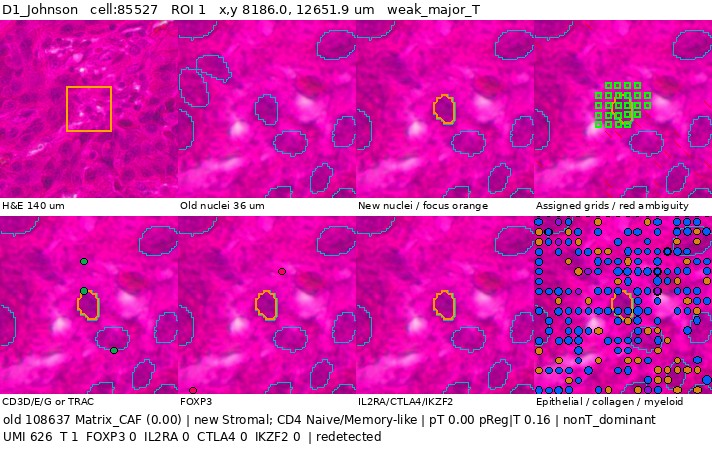 D1_Johnson   cell:85527   ROI 1   x,y 8186.0, 12651.9 um   weak_major_T
H&E 140 um
Old nuclei 36 um
New nuclei / focus orange
Assigned grids / red ambiguity
CD3D/E/G or TRAC
FOXP3
IL2RA/CTLA4/IKZF2
Epithelial / collagen / myeloid
old 108637 Matrix_CAF (0.00) | new Stromal; CD4 Naive/Memory-like | pT 0.00 pReg|T 0.16 | nonT_dominant
UMI 626  T 1  FOXP3 0  IL2RA 0  CTLA4 0  IKZF2 0  | redetected